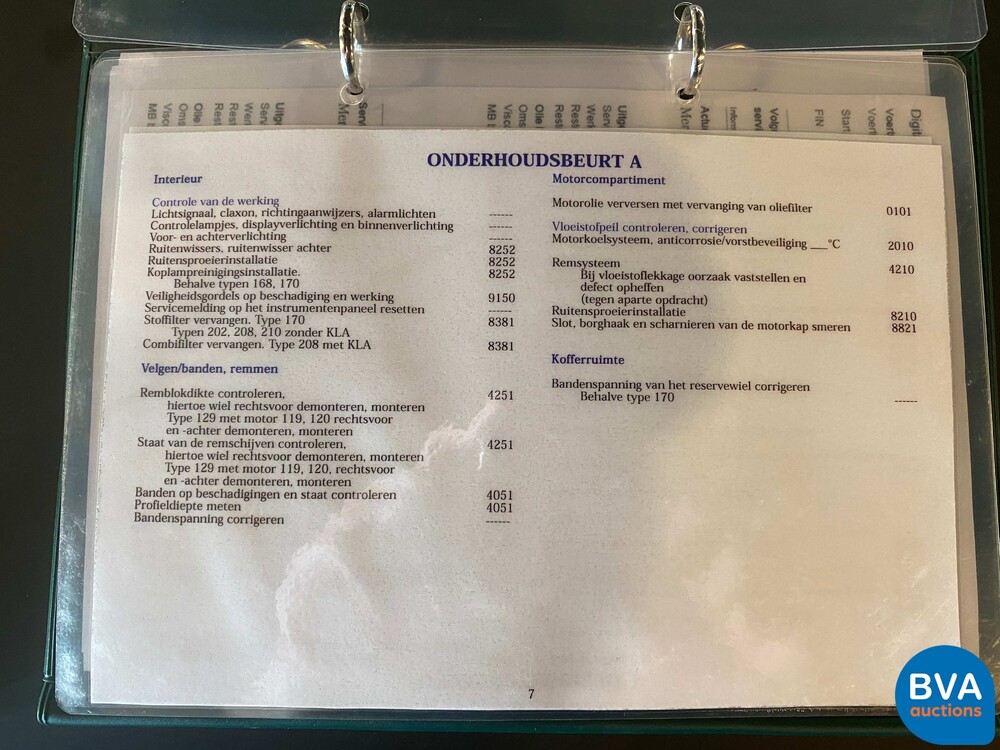 ONDERHOUDSBEURT A
Interieur
Controle van de werking
Lichtsignaal, claxon, richtingaanwijzers, alarmlichten ------
Controlelampjes, displayverlichting en binnenverlichting ------
Voor- en achterverlichting ------
Ruitenwissers, ruitenwisser achter 8252
Ruitensproeierinstallatie 8252
Koplampreinigingsinstallatie. 8252
Behalve typen 168, 170
Veiligheidsgordels op beschadiging en werking 9150
Servicemelding op het instrumentenpaneel resetten ------
Stoffilter vervangen. Type 170 8381
Typen 202, 208, 210 zonder KLA
Combifilter vervangen. Type 208 met KLA 8381
Velgen/banden, remmen
Remblokdikte controleren, 4251
hiertoe wiel rechtsvoor demonteren, monteren
Type 129 met motor 119, 120 rechtsvoor
en -achter demonteren, monteren
Staat van de remschijven controleren, 4251
hiertoe wiel rechtsvoor demonteren, monteren
Type 129 met motor 119, 120, rechtsvoor
en -achter demonteren, monteren
Banden op beschadigingen en staat controleren 4051
Profieldiepte meten 4051
Bandenspanning corrigeren ------
Motorcompartiment
Motorolie verversen met vervanging van oliefilter 0101
Vloeistofpeil controleren, corrigeren
Motorkoelsysteem, anticorrosie/vorstbeveiliging ___°C 2010
Remsysteem 4210
Bij vloeistoflekkage oorzaak vaststellen en
defect opheffen
(tegen aparte opdracht)
Ruitensproeierinstallatie 8210
Slot, borghaak en scharnieren van de motorkap smeren 8821
Kofferruimte
Bandenspanning van het reservewiel corrigeren
Behalve type 170 ------
7
BVA
auctions